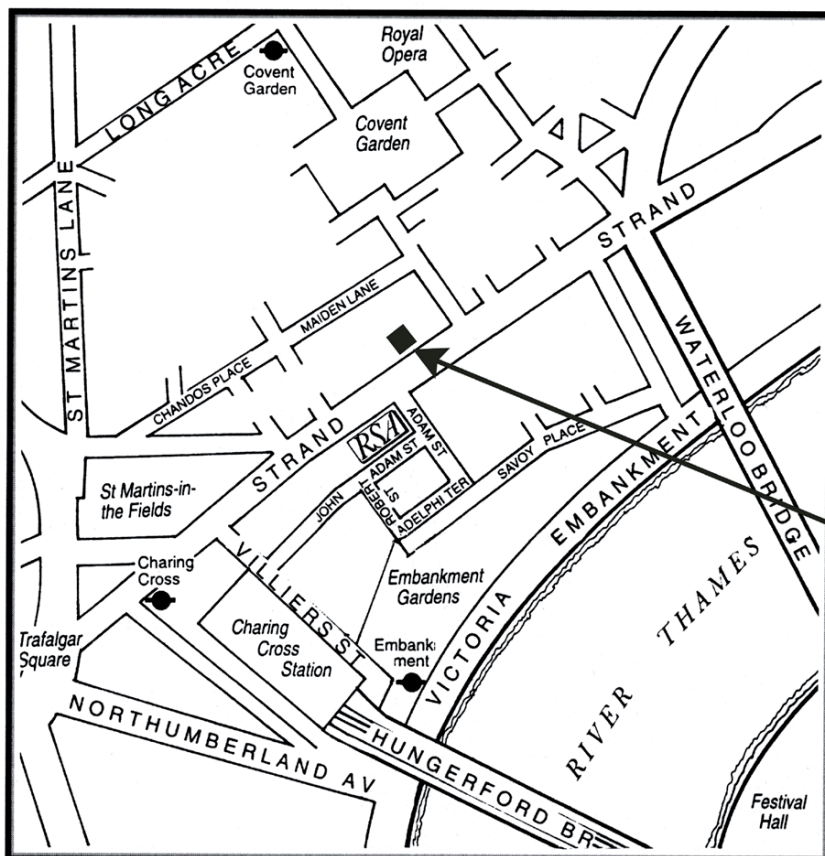 Royal
Opera
LONG ACRE
Covent
Garden
Covent
Garden
ST MARTINS LANE
STRAND
MAIDEN LANE
CHANDOS PLACE
WATERLOO BRIDGE
RSA
ADAM ST
STRAND
JOHN ADAM ST
ROBERT ST
ADELPHI TER
SAVOY PLACE
St Martins-in-
the Fields
VICTORIA EMBANKMENT
Charing
Cross
VILLIERS ST
Embankment
Gardens
RIVER THAMES
Trafalgar
Square
Charing
Cross
Station
Embank
ment
NORTHUMBERLAND AV
HUNGERFORD BR
Festival
Hall